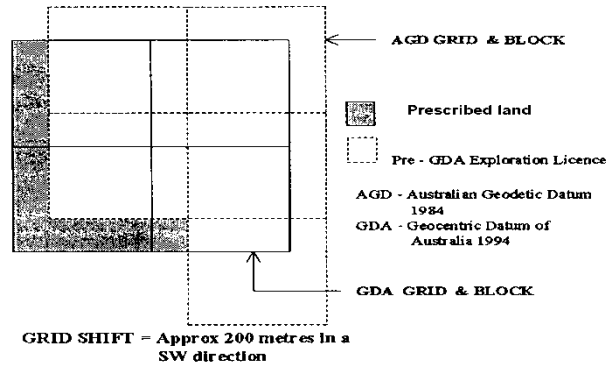 AGD GRID & BLOCK
Prescribed land
Pre - GDA Exploration Licence
AGD - Australian Geodetic Datum
1984
GDA - Geocentric Datum of
Australia 1994
GDA GRID & BLOCK
GRID SHIFT = Approx 200 metres in a
SW direction